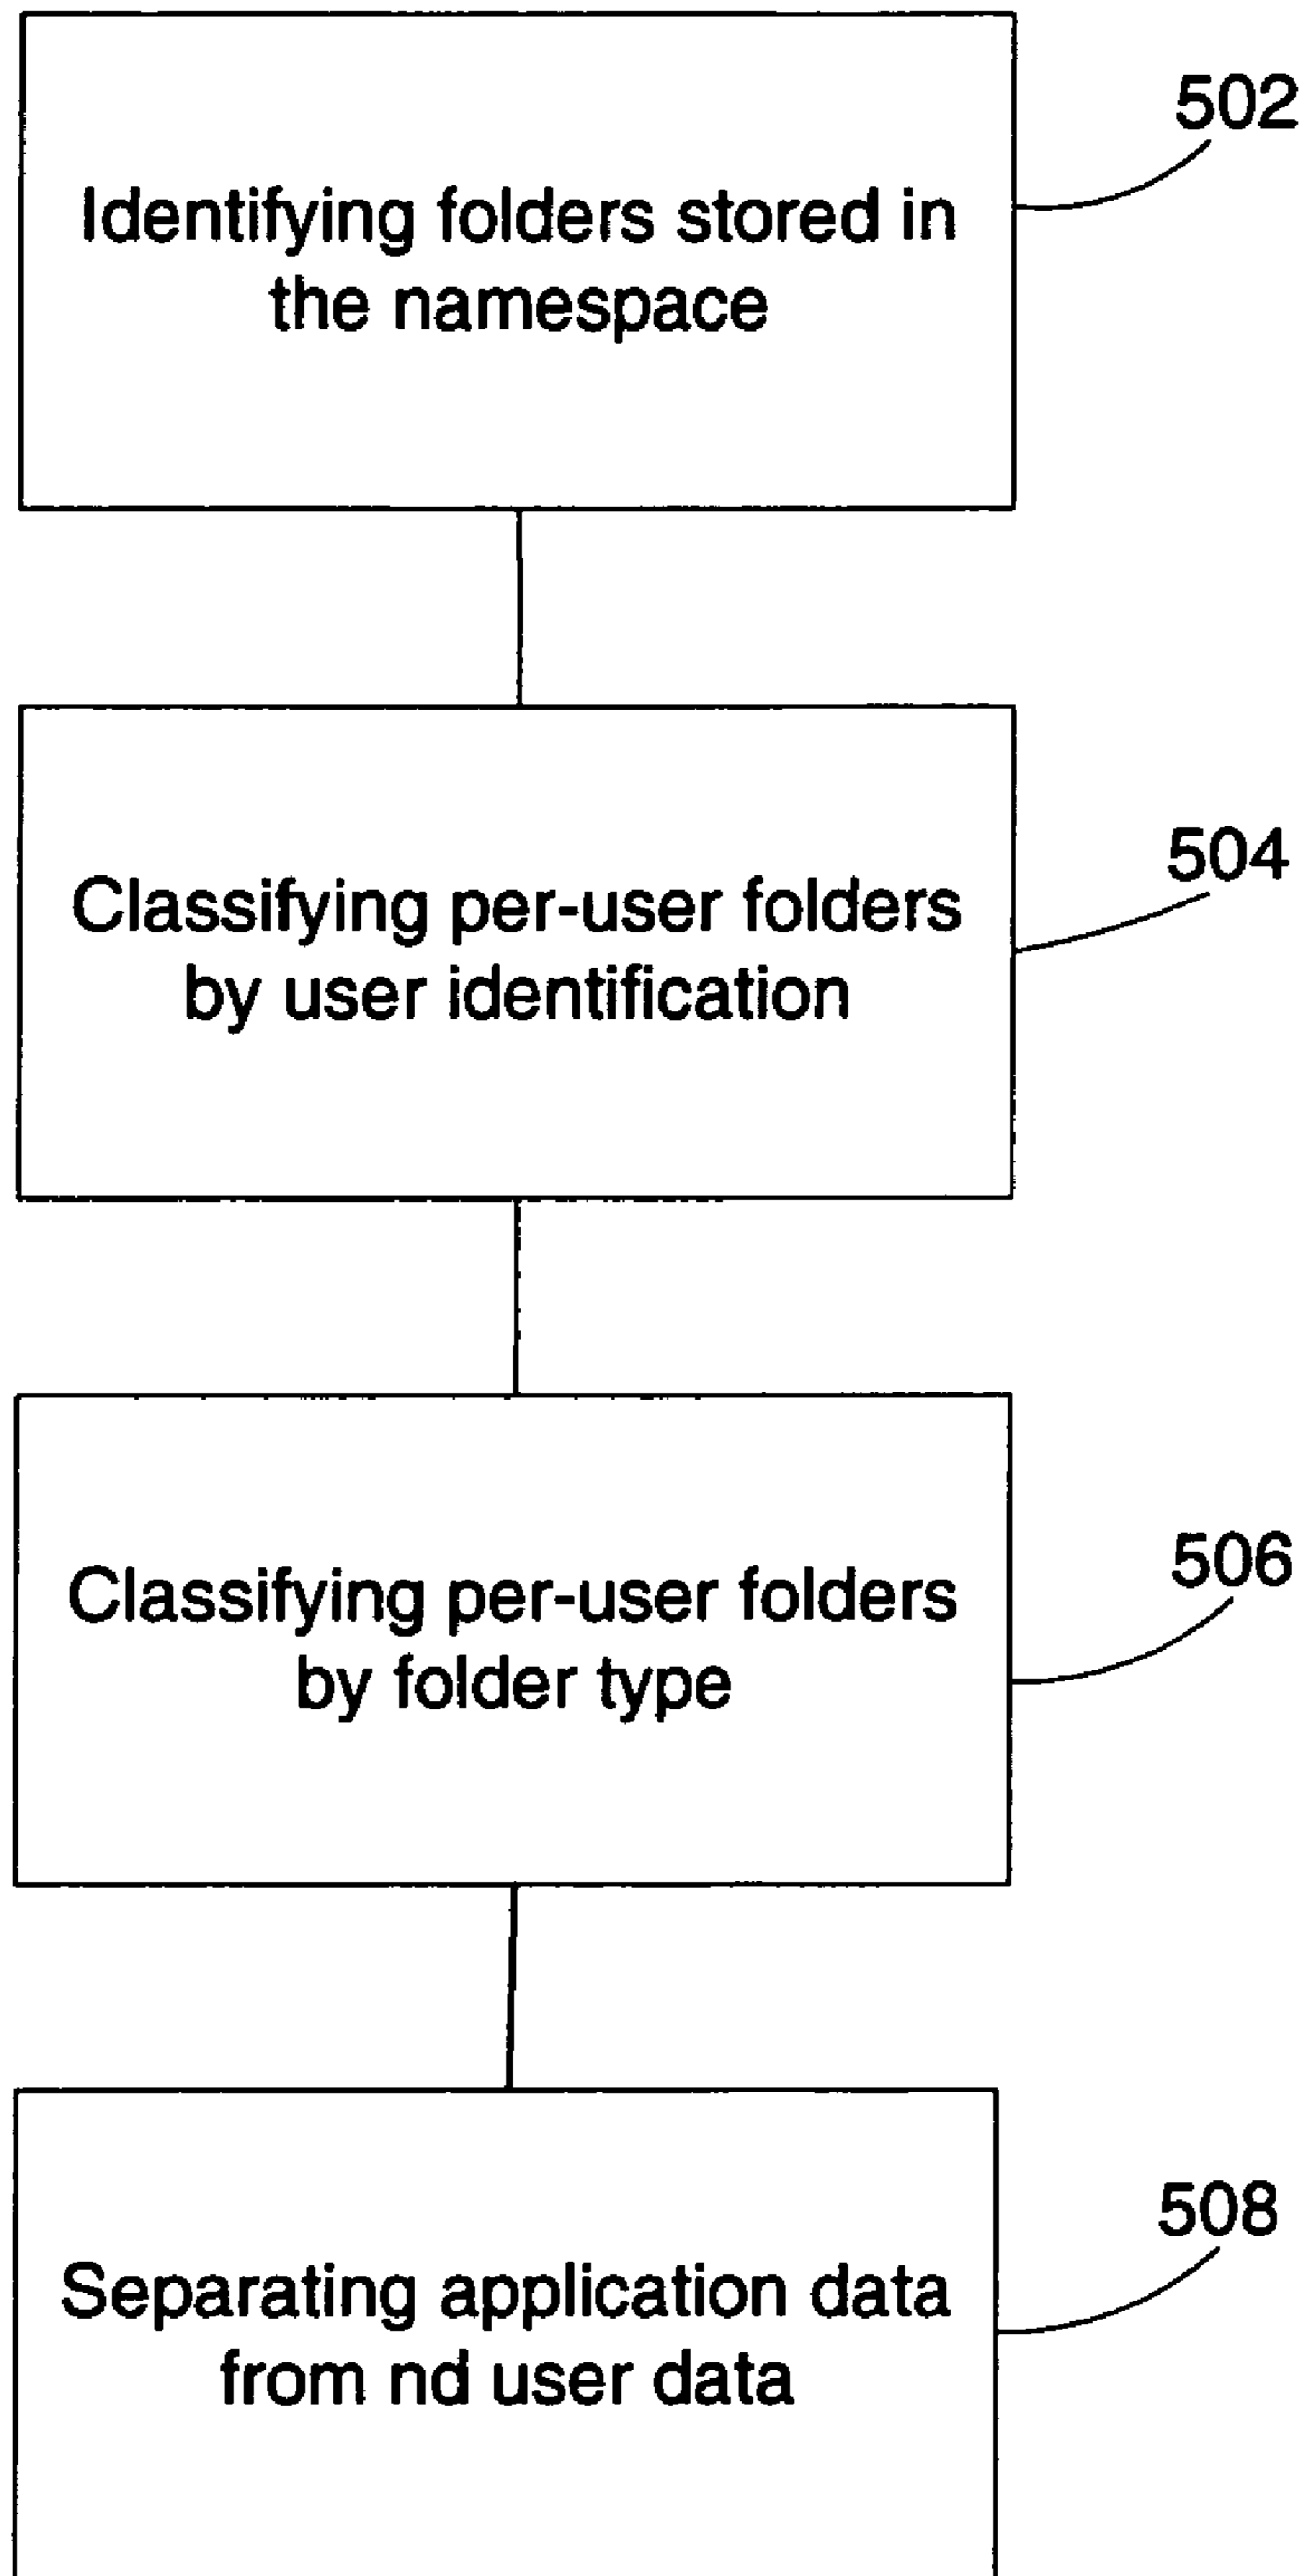 502
Identifying folders stored in
the namespace
504
Classifying per-user folders
by user identification
506
Classifying per-user folders
by folder type
508
Separating application data
from nd user data